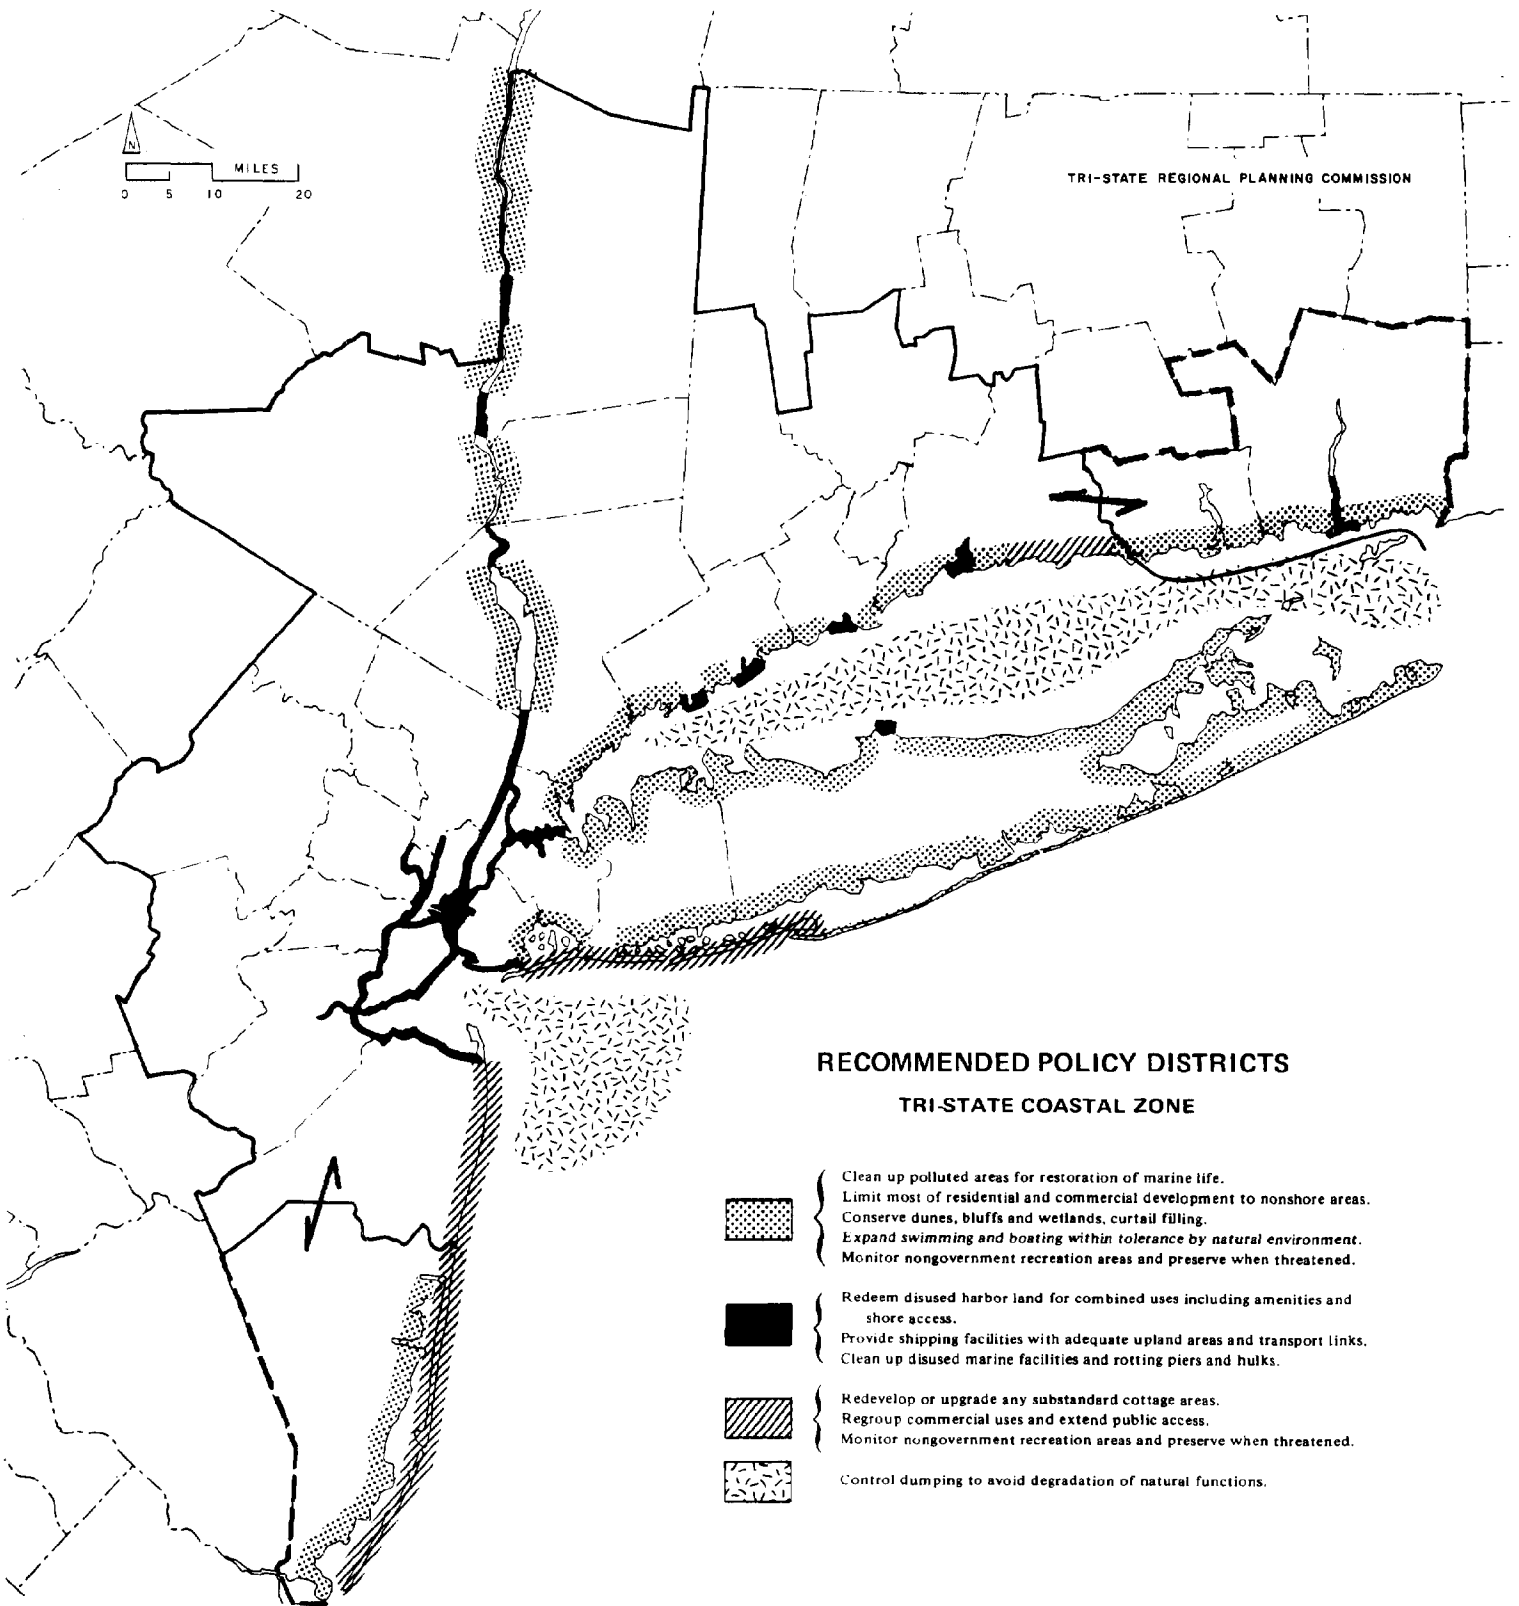 N
MILES
0 5 10 20
TRI-STATE REGIONAL PLANNING COMMISSION
RECOMMENDED POLICY DISTRICTS
TRI-STATE COASTAL ZONE
Clean up polluted areas for restoration of marine life.
Limit most of residential and commercial development to nonshore areas.
Conserve dunes, bluffs and wetlands, curtail filling.
Expand swimming and boating within tolerance by natural environment.
Monitor nongovernment recreation areas and preserve when threatened.
Redeem disused harbor land for combined uses including amenities and
shore access.
Provide shipping facilities with adequate upland areas and transport links.
Clean up disused marine facilities and rotting piers and hulks.
Redevelop or upgrade any substandard cottage areas.
Regroup commercial uses and extend public access.
Monitor nongovernment recreation areas and preserve when threatened.
Control dumping to avoid degradation of natural functions.